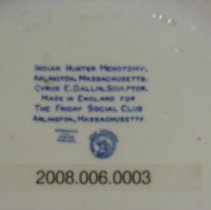 INDIAN HUNTER MENOTOMY.
ARLINGTON, MASSACHUSETTS.
CYRUS E. DALLIN, SCULPTOR.
MADE IN ENGLAND FOR
THE FRIDAY SOCIAL CLUB
ARLINGTON, MASSACHUSETTS.
2008.006.0003